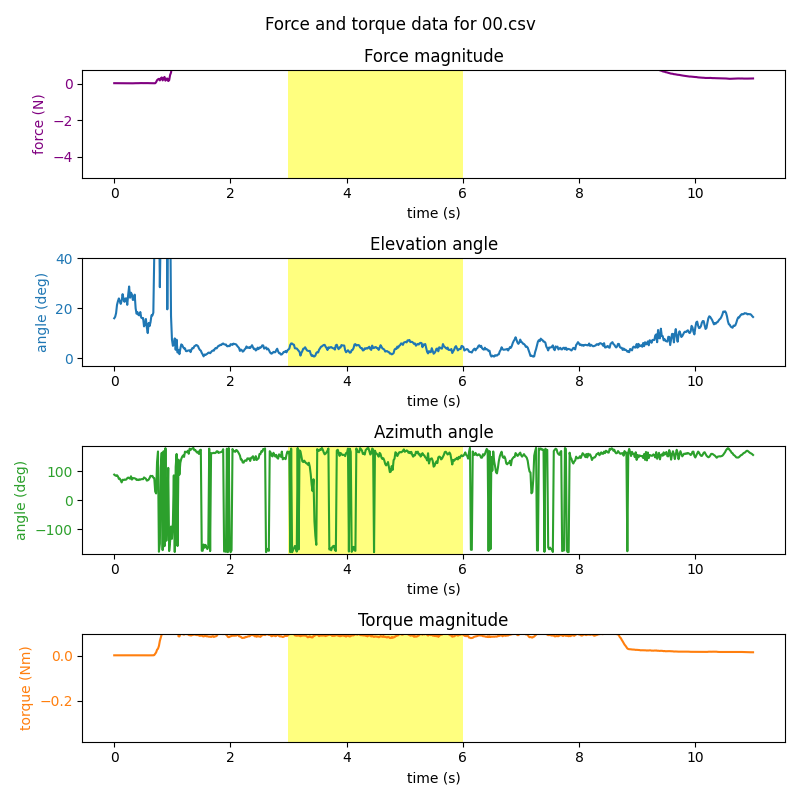 Force and torque data for 00.csv
Force magnitude
force (N)
0
−2
−4
0 2 4 6 8 10
time (s)
Elevation angle
angle (deg)
40
20
0
0 2 4 6 8 10
time (s)
Azimuth angle
angle (deg)
100
0
−100
0 2 4 6 8 10
time (s)
Torque magnitude
torque (Nm)
0.0
−0.2
0 2 4 6 8 10
time (s)